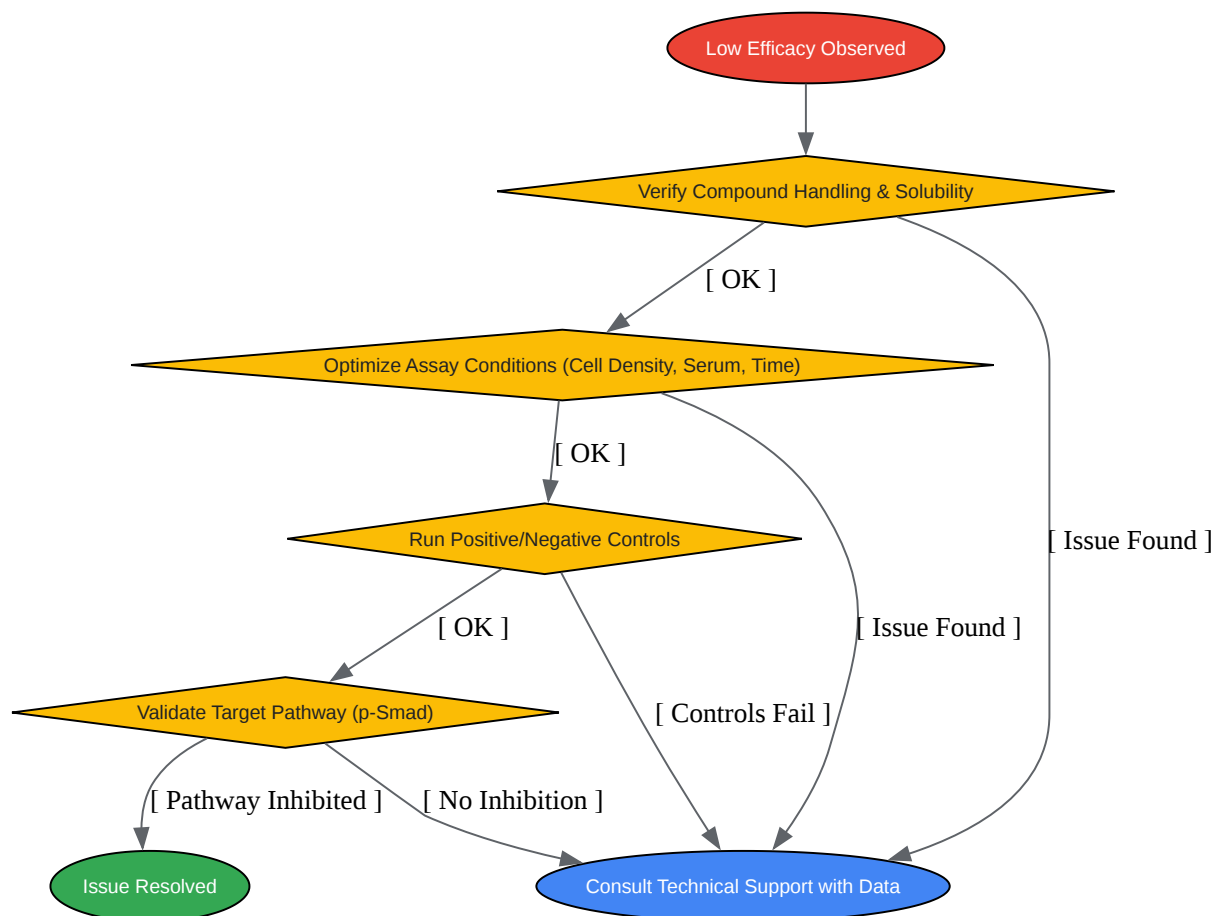 Low Efficacy Observed
Verify Compound Handling & Solubility
[ OK ]
Optimize Assay Conditions (Cell Density, Serum, Time)
[ OK ]
Run Positive/Negative Controls
[ Issue Found ]
[ OK ]
[ Issue Found ]
Validate Target Pathway (p-Smad)
[ Controls Fail ]
[ Pathway Inhibited ]
[ No Inhibition ]
Issue Resolved
Consult Technical Support with Data